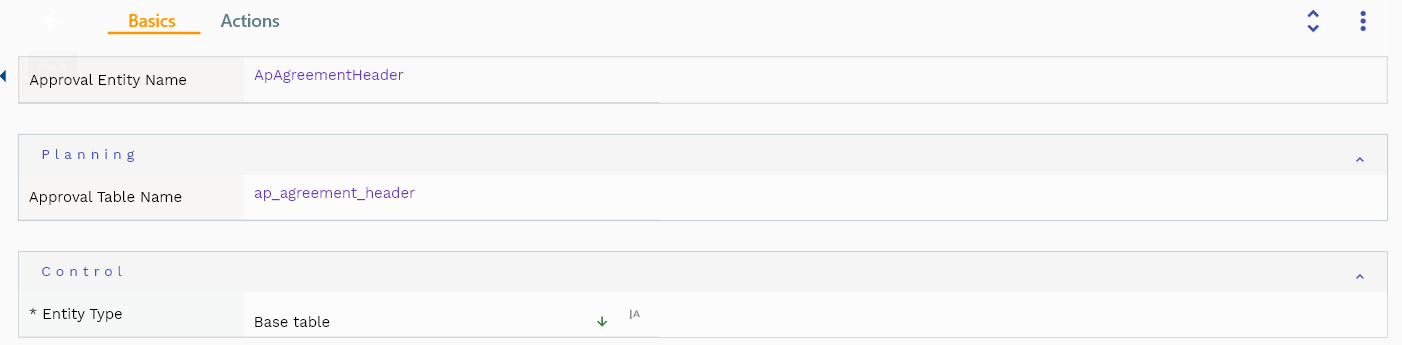 Basics Actions
Approval Entity Name ApAgreementHeader
Planning
Approval Table Name ap_agreement_header
Control
* Entity Type Base table